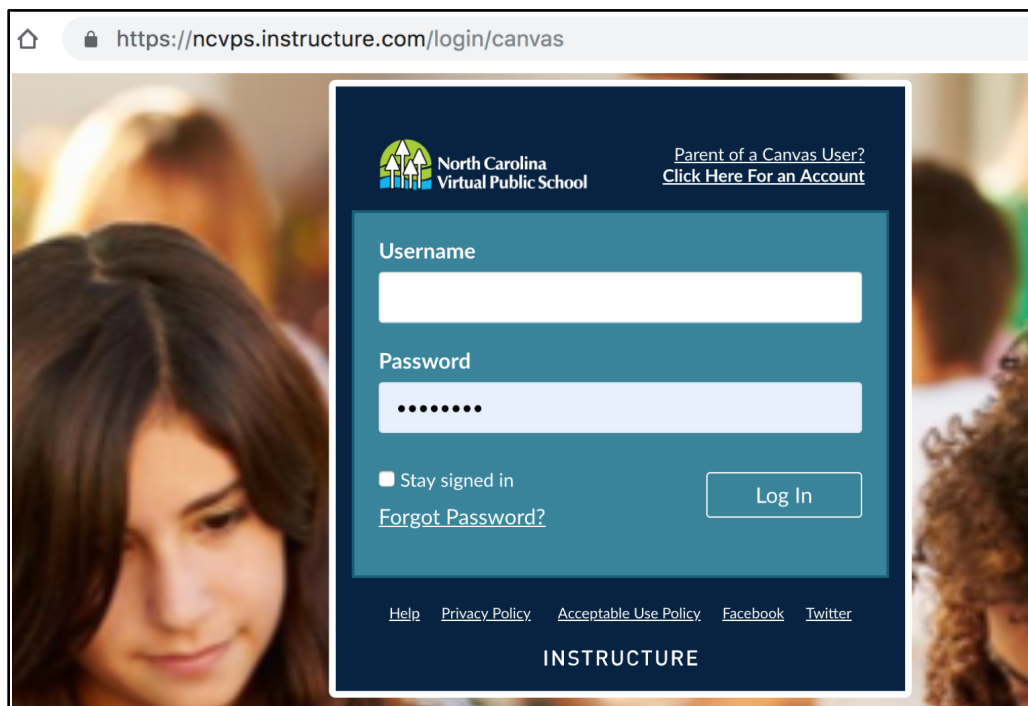 https://ncvps.instructure.com/login/canvas
North Carolina
Virtual Public School
Parent of a Canvas User?
Click Here For an Account
Username
Password
••••••••
Stay signed in
Log In
Forgot Password?
Help Privacy Policy Acceptable Use Policy Facebook Twitter
INSTRUCTURE